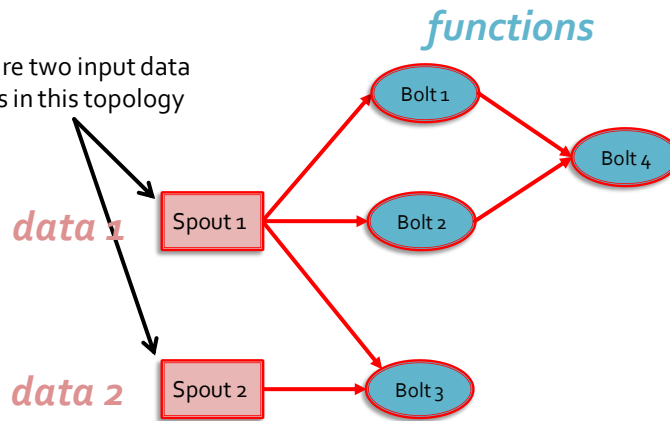 functions
re two input data
s in this topology
Bolt 1
Bolt 4
data 1
Spout 1
Bolt 2
data 2
Spout 2
Bolt 3